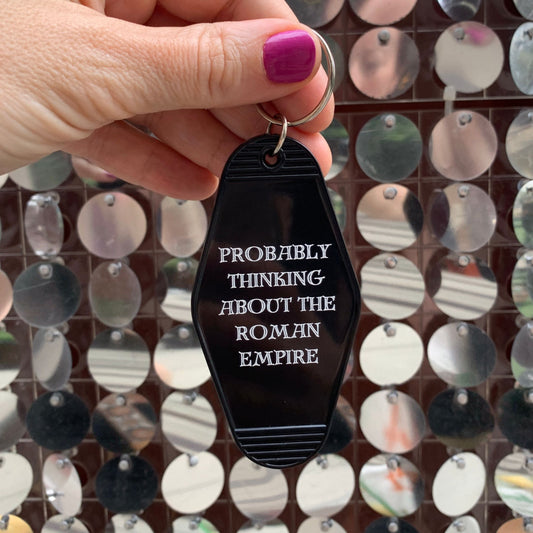 PROBABLY
THINKING
ABOUT THE
ROMAN
EMPIRE